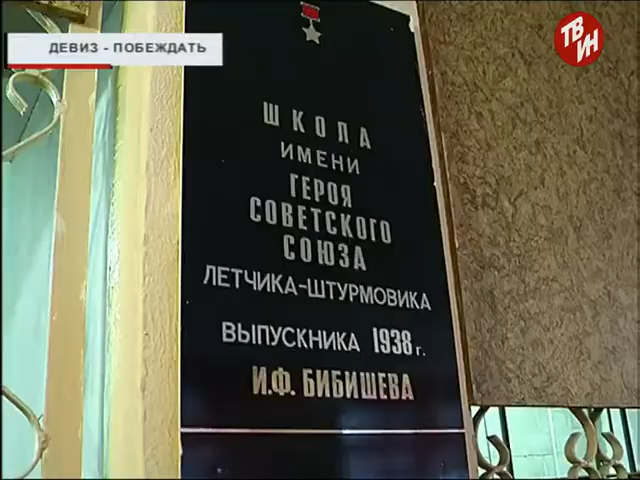 ДЕВИЗ - ПОБЕЖДАТЬ
ТВ
ИН
ШКОЛА
ИМЕНИ
ГЕРОЯ
СОВЕТСКОГО
СОЮЗА
ЛЕТЧИКА-ШТУРМОВИКА
ВЫПУСКНИКА 1938 г.
И.Ф. БИБИШЕВА